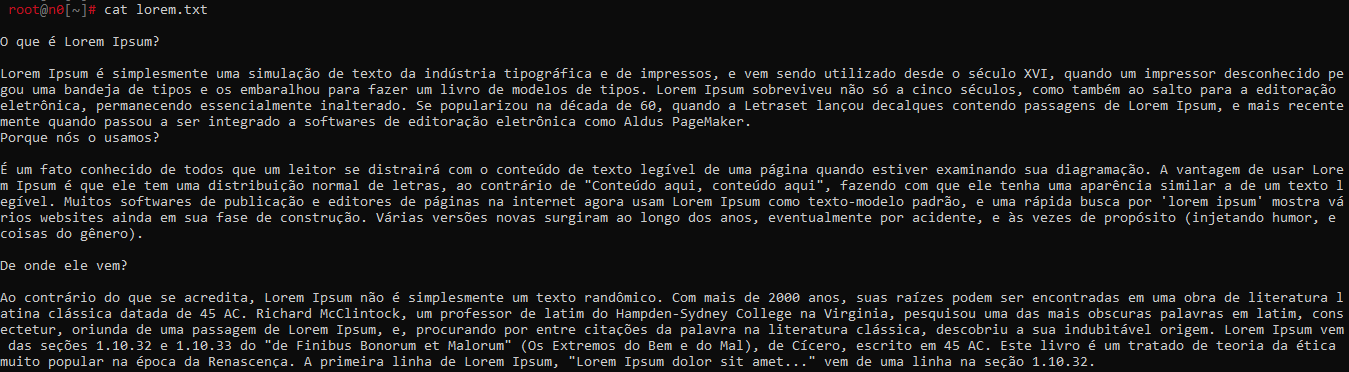 root@n0[~]# cat lorem.txt
O que é Lorem Ipsum?
Lorem Ipsum é simplesmente uma simulação de texto da indústria tipográfica e de impressos, e vem sendo utilizado desde o século XVI, quando um impressor desconhecido pe
gou uma bandeja de tipos e os embaralhou para fazer um livro de modelos de tipos. Lorem Ipsum sobreviveu não só a cinco séculos, como também ao salto para a editoração
eletrônica, permanecendo essencialmente inalterado. Se popularizou na década de 60, quando a Letraset lançou decalques contendo passagens de Lorem Ipsum, e mais recente
mente quando passou a ser integrado a softwares de editoração eletrônica como Aldus PageMaker.
Porque nós o usamos?
É um fato conhecido de todos que um leitor se distrairá com o conteúdo de texto legível de uma página quando estiver examinando sua diagramação. A vantagem de usar Lore
m Ipsum é que ele tem uma distribuição normal de letras, ao contrário de "Conteúdo aqui, conteúdo aqui", fazendo com que ele tenha uma aparência similar a de um texto l
egível. Muitos softwares de publicação e editores de páginas na internet agora usam Lorem Ipsum como texto-modelo padrão, e uma rápida busca por 'lorem ipsum' mostra vá
rios websites ainda em sua fase de construção. Várias versões novas surgiram ao longo dos anos, eventualmente por acidente, e às vezes de propósito (injetando humor, e
coisas do gênero).
De onde ele vem?
Ao contrário do que se acredita, Lorem Ipsum não é simplesmente um texto randômico. Com mais de 2000 anos, suas raízes podem ser encontradas em uma obra de literatura l
atina clássica datada de 45 AC. Richard McClintock, um professor de latim do Hampden-Sydney College na Virginia, pesquisou uma das mais obscuras palavras em latim, cons
ectetur, oriunda de uma passagem de Lorem Ipsum, e, procurando por entre citações da palavra na literatura clássica, descobriu a sua indubitável origem. Lorem Ipsum vem
das seções 1.10.32 e 1.10.33 do "de Finibus Bonorum et Malorum" (Os Extremos do Bem e do Mal), de Cícero, escrito em 45 AC. Este livro é um tratado de teoria da ética
muito popular na época da Renascença. A primeira linha de Lorem Ipsum, "Lorem Ipsum dolor sit amet..." vem de uma linha na seção 1.10.32.